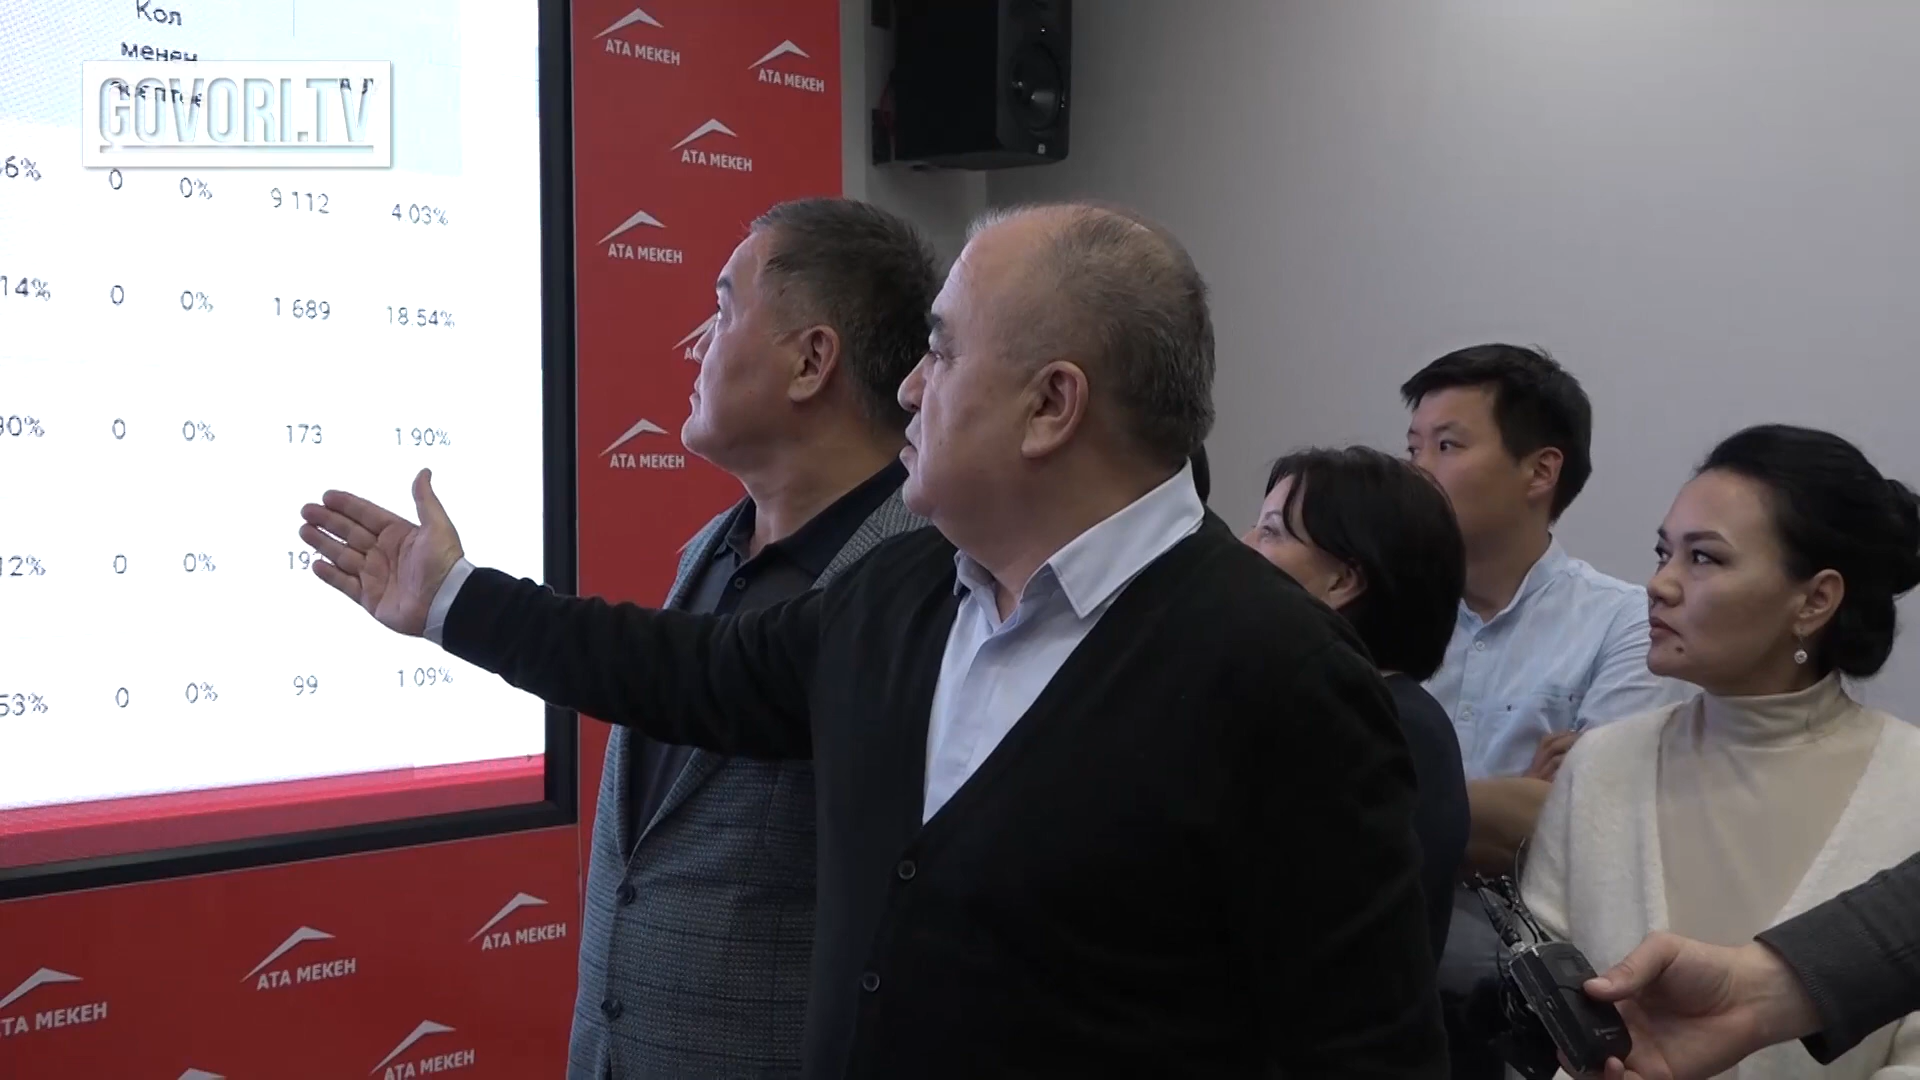 Кол
менен
GOVORI.TV
6% 0 0% 9 112 4.03%
14% 0 0% 1 689 18.54%
30% 0 0% 173 1.90%
12% 0 0% 19
53% 0 0% 99 1.09%
АТА МЕКЕН
АТА МЕКЕН
АТА МЕКЕН
АТА МЕКЕН
АТА МЕКЕН
АТА МЕКЕН
АТА МЕКЕН
АТА МЕКЕН
АТА МЕКЕН